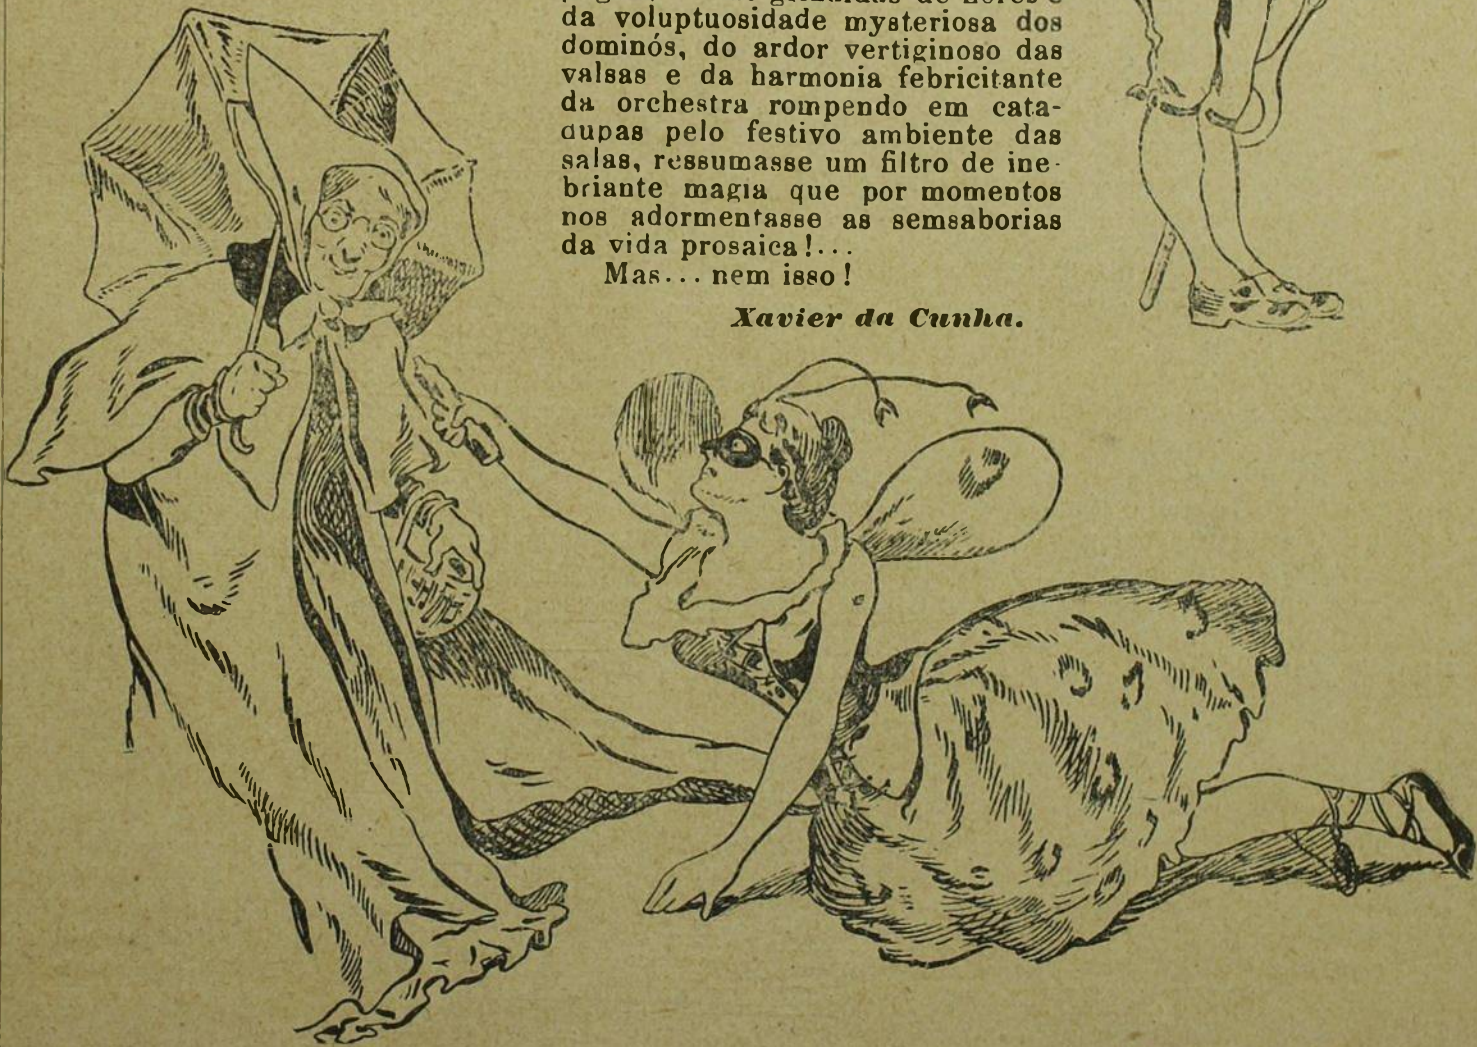 da voluptuosidade mysteriosa dos
dominós, do ardor vertiginoso das
valsas e da harmonia febricitante
da orchestra rompendo em cata-
dupas pelo festivo ambiente das
salas, ressumasse um filtro de ine-
briante magia que por momentos
nos adormentasse as semsaborias
da vida prosaica!...
Mas... nem isso!
Xavier da Cunha.